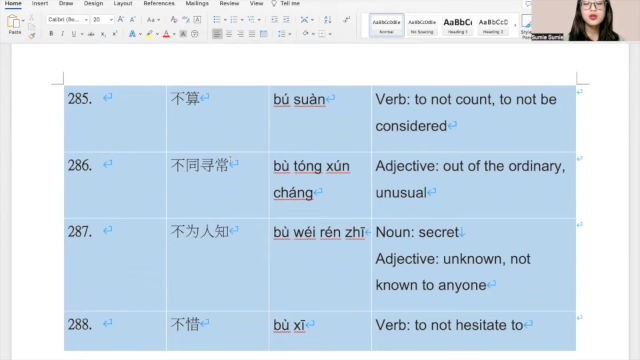 Home Insert Draw Design Layout References Mailings Review View Tell me
Paste
Calibri (Bo... 20
AaBbCcDdEe AaBbCcDdEe AaBbCc AaBbCcD
Normal No Spacing Heading 1 Heading 2
Sumie Sumie
285. 不算 bú suàn Verb: to not count, to not be
considered
286. 不同寻常 bù tóng xún Adjective: out of the ordinary,
cháng unusual
287. 不为人知 bù wéi rén zhī Noun: secret
Adjective: unknown, not
known to anyone
288. 不惜 bù xī Verb: to not hesitate to